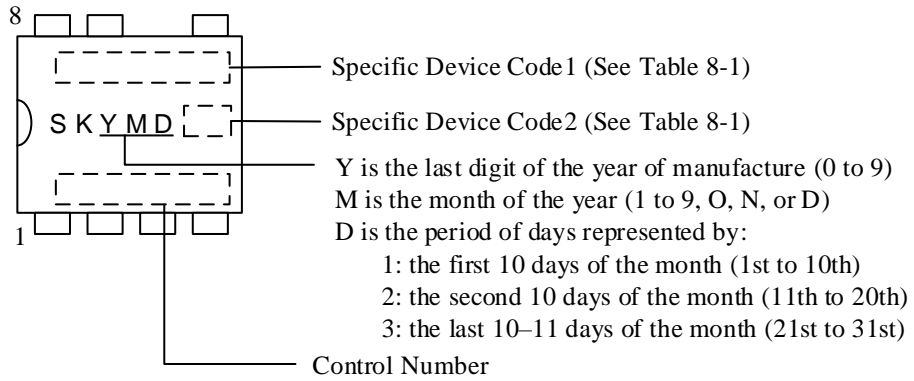 8
Specific Device Code1 (See Table 8-1)
SKYMD
Specific Device Code2 (See Table 8-1)
Y is the last digit of the year of manufacture (0 to 9)
M is the month of the year (1 to 9, O, N, or D)
D is the period of days represented by:
1
1: the first 10 days of the month (1st to 10th)
2: the second 10 days of the month (11th to 20th)
3: the last 10–11 days of the month (21st to 31st)
Control Number